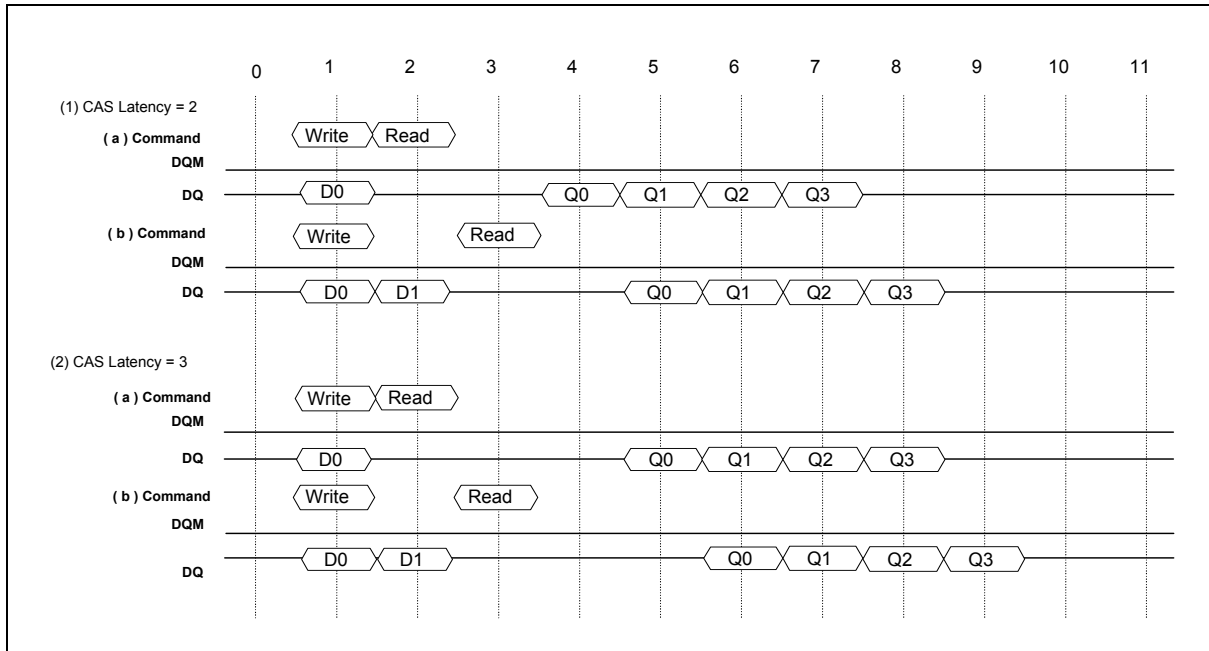 0 1 2 3 4 5 6 7 8 9 10 11
(1) CAS Latency = 2
( a ) Command Write Read
DQM
DQ D0 Q0 Q1 Q2 Q3
( b ) Command Write Read
DQM
DQ D0 D1 Q0 Q1 Q2 Q3
(2) CAS Latency = 3
( a ) Command Write Read
DQM
DQ D0 Q0 Q1 Q2 Q3
( b ) Command Write Read
DQM
DQ D0 D1 Q0 Q1 Q2 Q3